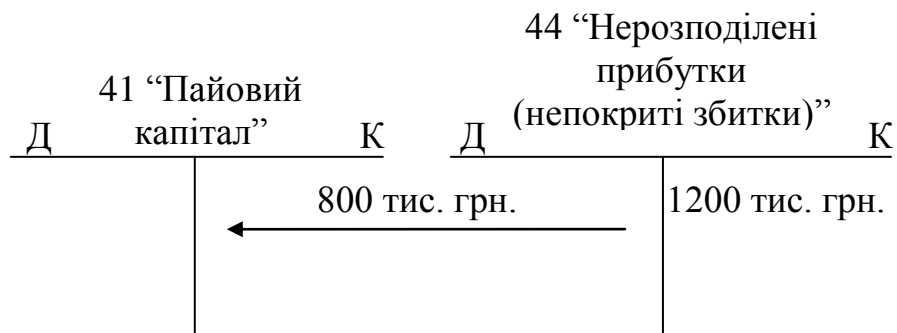 44 “Нерозподілені
прибутки
(непокриті збитки)”
41 “Пайовий
капітал”
Д К Д К
800 тис. грн. 1200 тис. грн.